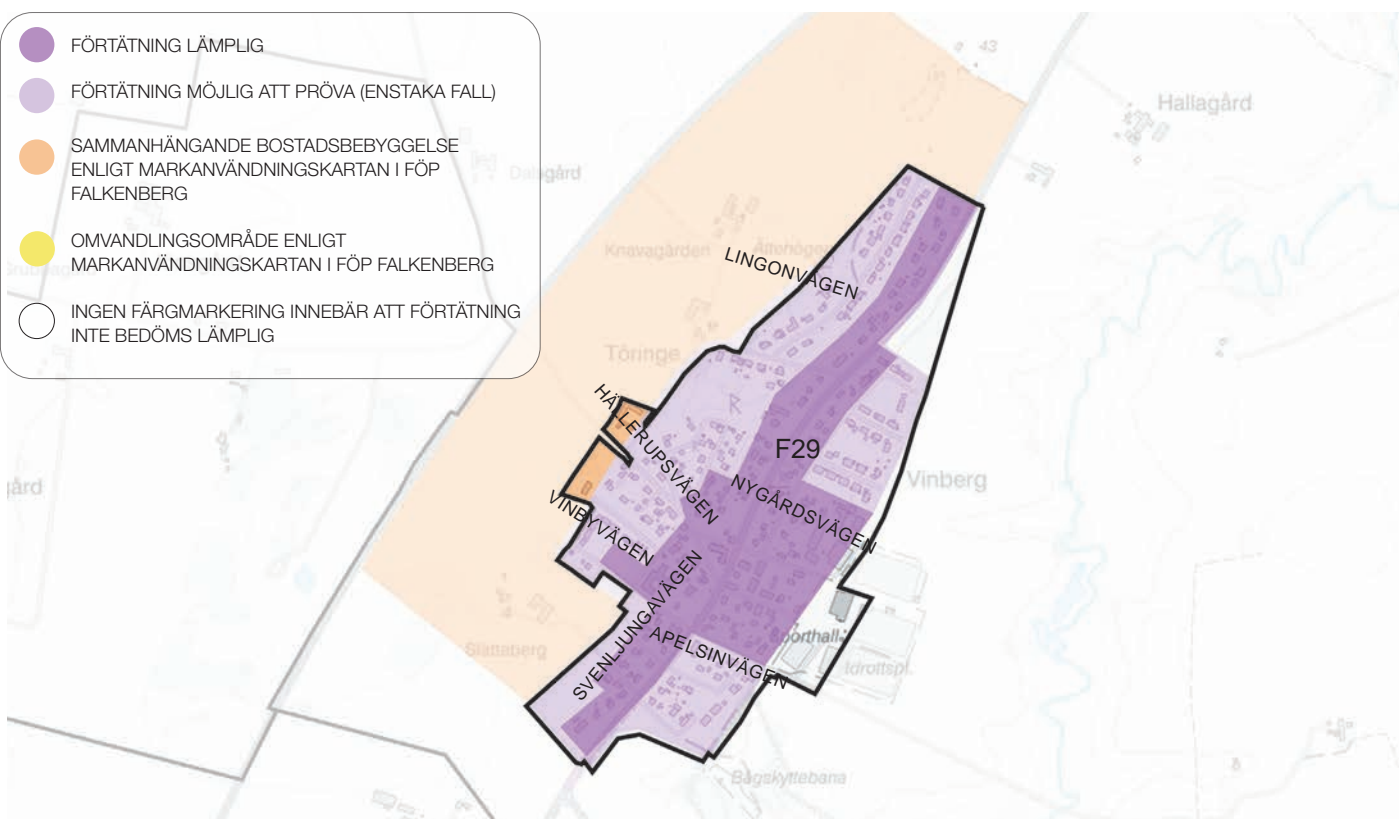 FÖRTÄTNING LÄMPLIG
FÖRTÄTNING MÖJLIG ATT PRÖVA (ENSTAKA FALL)
SAMMANHÄNGANDE BOSTADSBEBYGGELSE
ENLIGT MARKANVÄNDNINGSKARTAN I FÖP
FALKENBERG
OMVANDLINGSOMRÅDE ENLIGT
MARKANVÄNDNINGSKARTAN I FÖP FALKENBERG
INGEN FÄRGMARKERING INNEBÄR ATT FÖRTÄTNING
INTE BEDÖMS LÄMPLIG
43
Hallagård
Dalagård
Knavagården
Ättehögen
LINGONVÄGEN
Töringe
HÄLLERUPSVÄGEN
F29
NYGÅRDSVÄGEN
Vinberg
VINBYVÄGEN
SVENLJUNGAVÄGEN
APELSINVÄGEN
Sporthall
Idrottspl.
Slättaberg
Bågskyttebana